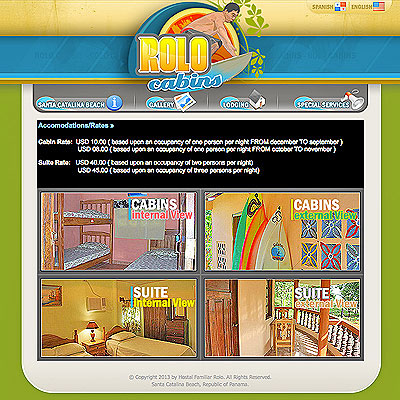 SPANISH
ENGLISH
ROLO
cabins
SANTA CATALINA BEACH
GALLERY
LODGING
SPECIAL SERVICES
Accomodations/Rates »
Cabin Rate: USD 10.00 ( based upon an occupancy of one person per night FROM december TO september )
USD 08.00 ( based upon an occupancy of one person per night FROM october TO november )
Suite Rate: USD 40.00 ( based upon an occupancy of two persons per night)
USD 45.00 ( based upon an occupancy of three persons per night)
CABINS
internal View
CABINS
external View
SUITE
internal View
SUITE
external View
© Copyright 2013 by Hostal Familiar Rolo. All Rights Reserved.
Santa Catalina Beach, Republic of Panama.